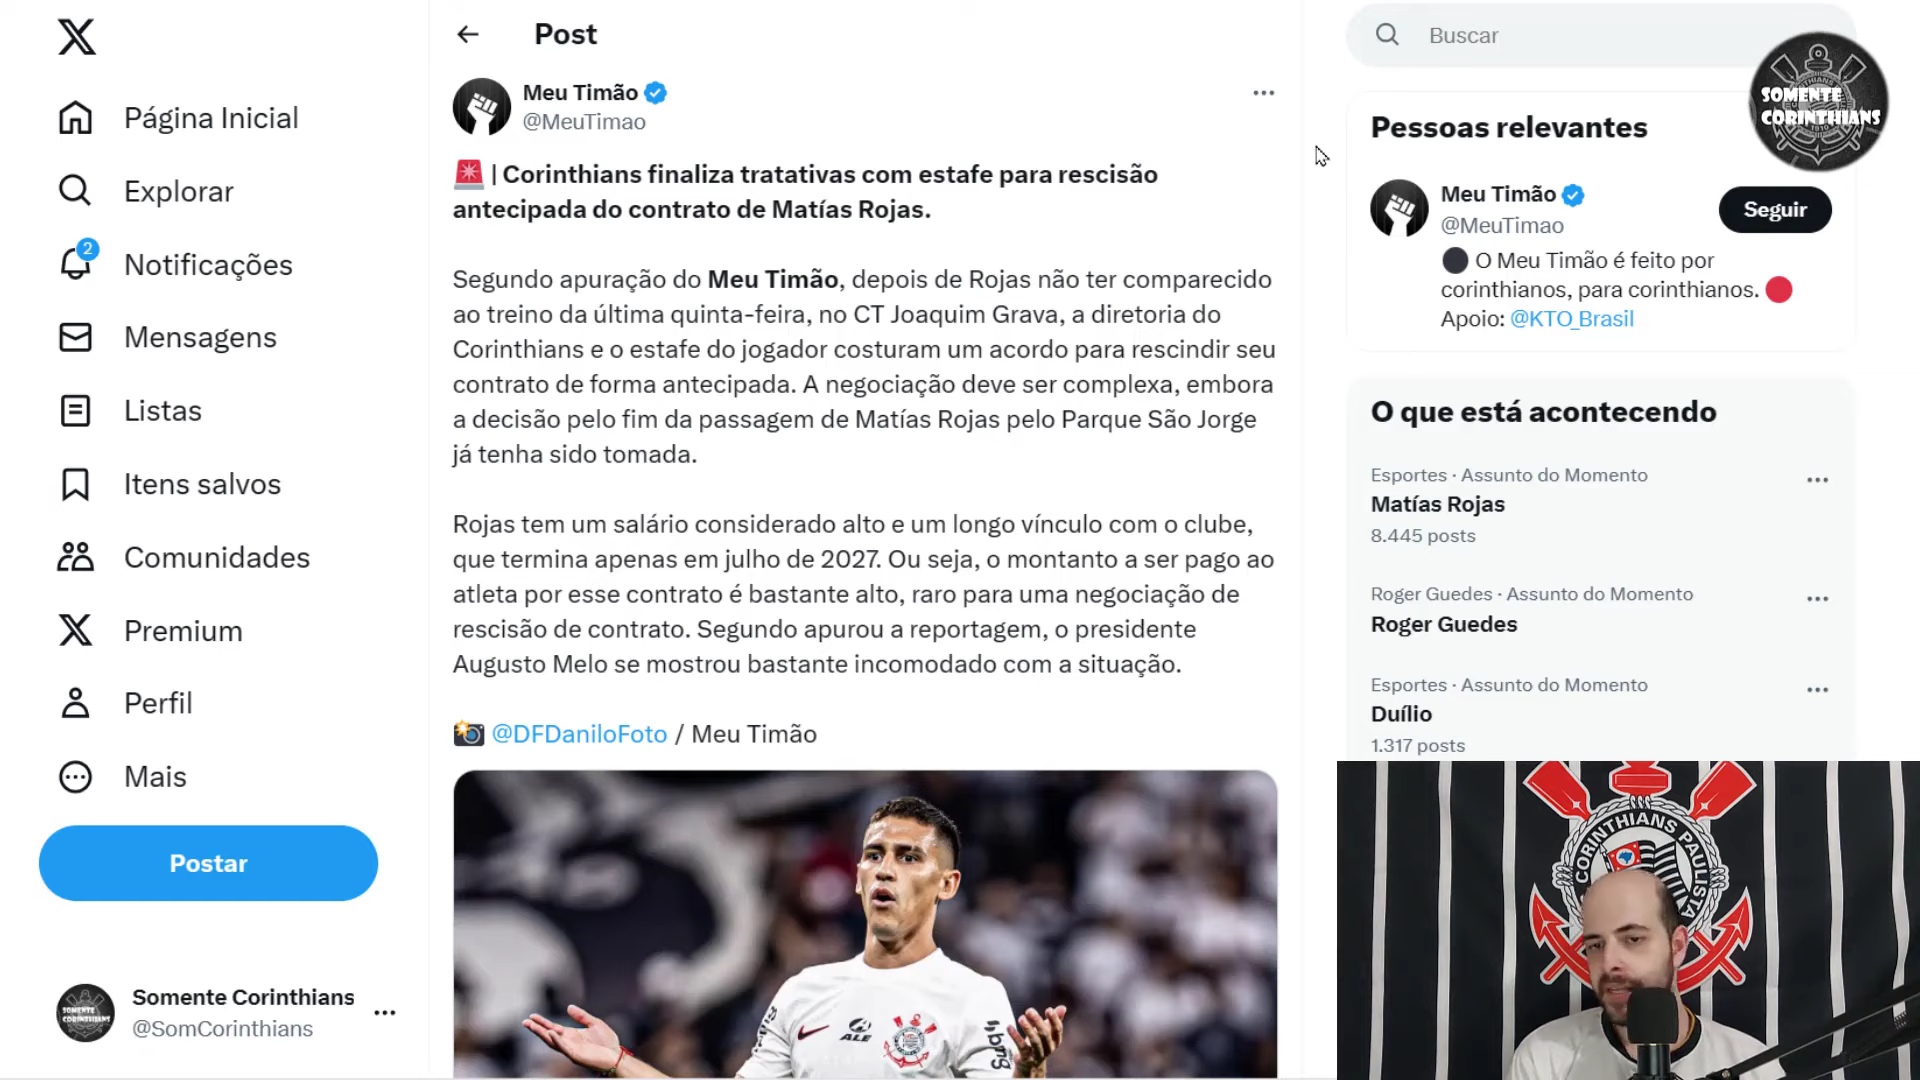 Página Inicial
Explorar
2
Notificações
Mensagens
Listas
Itens salvos
Comunidades
Premium
Perfil
Mais
Postar
Somente Corinthians
@SomCorinthians
Post
Meu Timão
@MeuTimao
| Corinthians finaliza tratativas com estafe para rescisão
antecipada do contrato de Matías Rojas.
Segundo apuração do Meu Timão, depois de Rojas não ter comparecido
ao treino da última quinta-feira, no CT Joaquim Grava, a diretoria do
Corinthians e o estafe do jogador costuram um acordo para rescindir seu
contrato de forma antecipada. A negociação deve ser complexa, embora
a decisão pelo fim da passagem de Matías Rojas pelo Parque São Jorge
já tenha sido tomada.
Rojas tem um salário considerado alto e um longo vínculo com o clube,
que termina apenas em julho de 2027. Ou seja, o montanto a ser pago ao
atleta por esse contrato é bastante alto, raro para uma negociação de
rescisão de contrato. Segundo apurou a reportagem, o presidente
Augusto Melo se mostrou bastante incomodado com a situação.
@DFDaniloFoto / Meu Timão
ALE
Buscar
SOMENTE
CORINTHIANS
Pessoas relevantes
Meu Timão
@MeuTimao
Seguir
O Meu Timão é feito por
corinthianos, para corinthianos.
Apoio: @KTO_Brasil
O que está acontecendo
Esportes · Assunto do Momento
Matías Rojas
8.445 posts
Roger Guedes · Assunto do Momento
Roger Guedes
Esportes · Assunto do Momento
Duílio
1.317 posts
CORINTHIANS PAULISTA